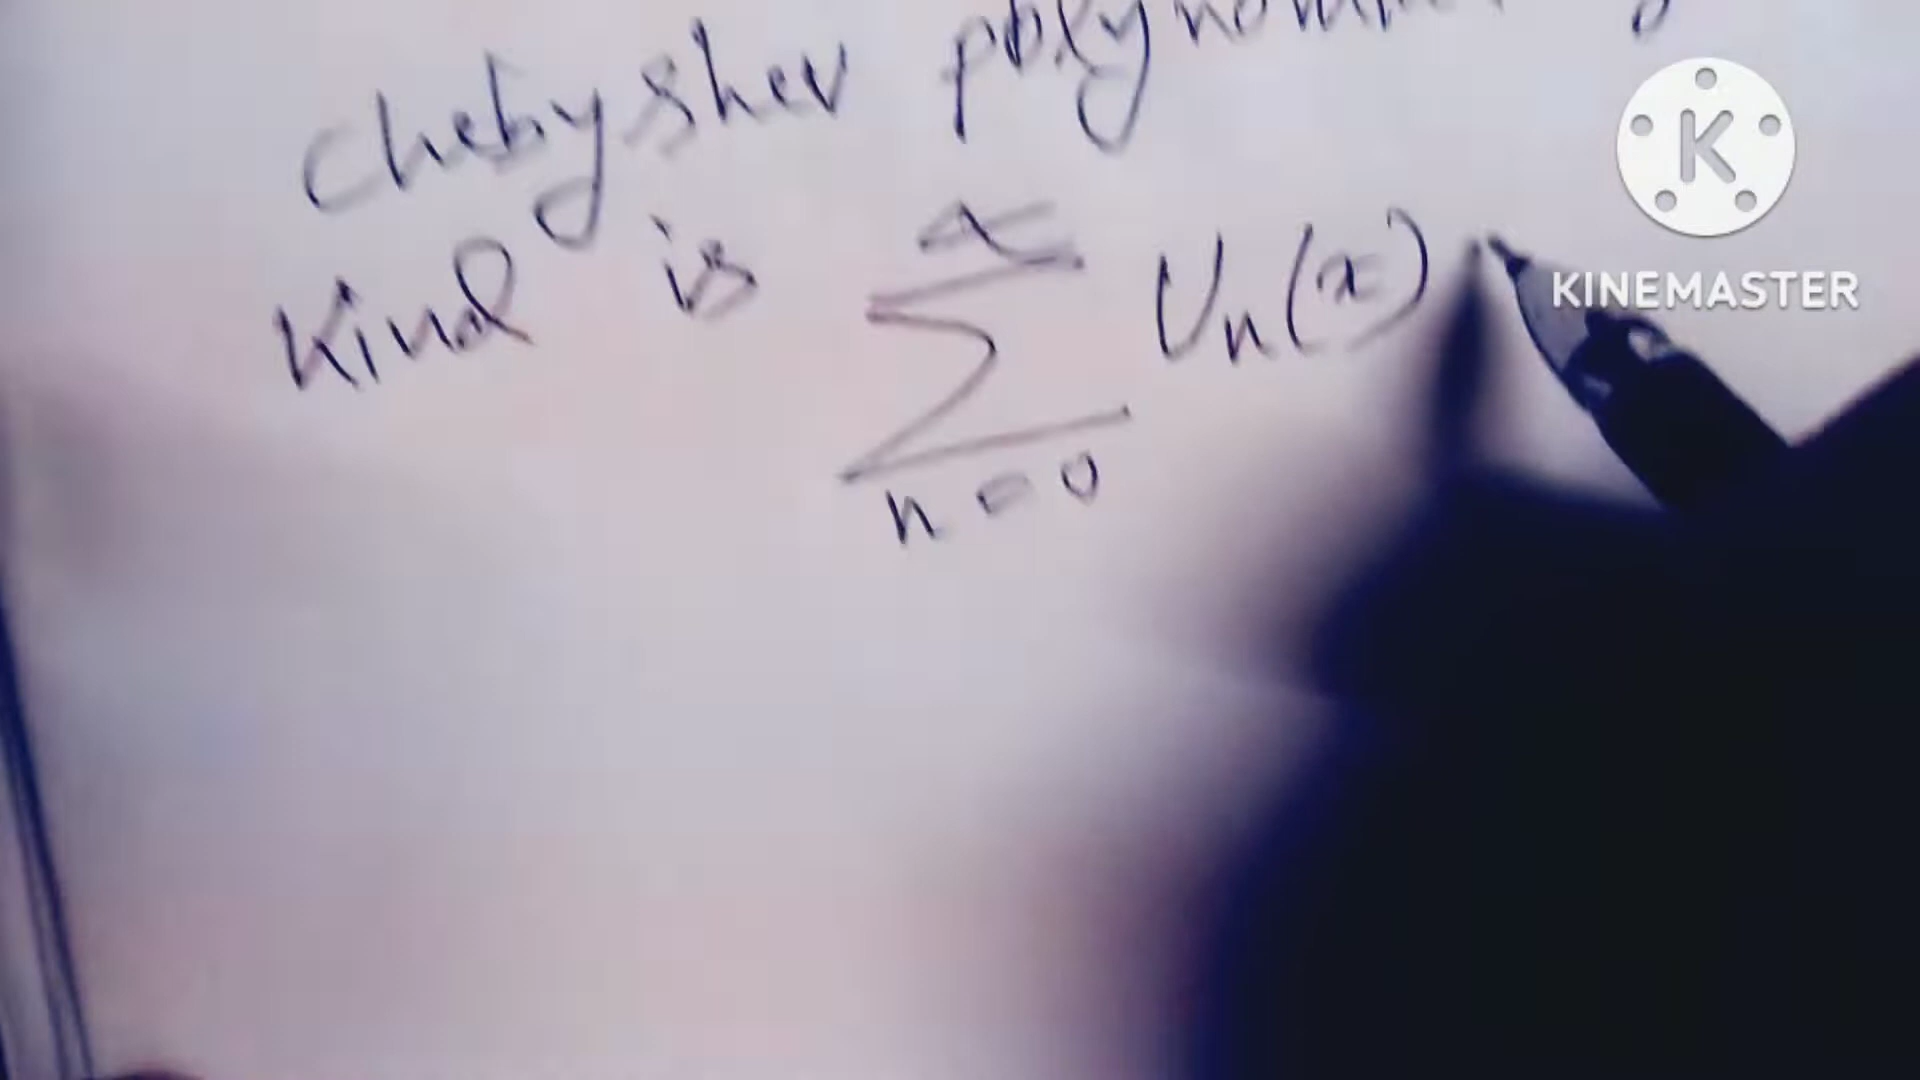 Chebyshev polynomial
Kind is ∑ Uₙ(x)
∝
n = 0
K
KINEMASTER